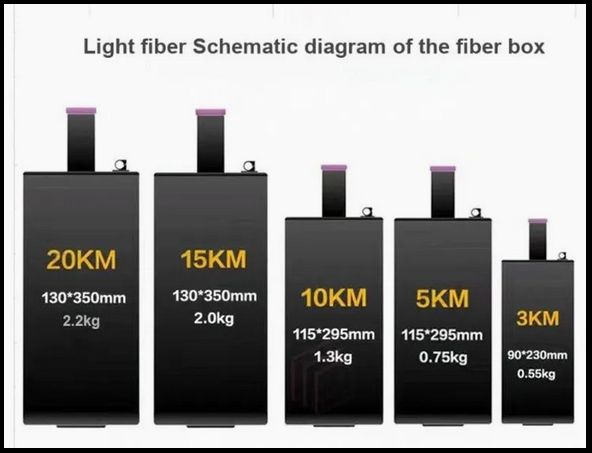 Light fiber Schematic diagram of the fiber box
20KM
130*350mm
2.2kg
15KM
130*350mm
2.0kg
10KM
115*295mm
1.3kg
5KM
115*295mm
0.75kg
3KM
90*230mm
0.55kg